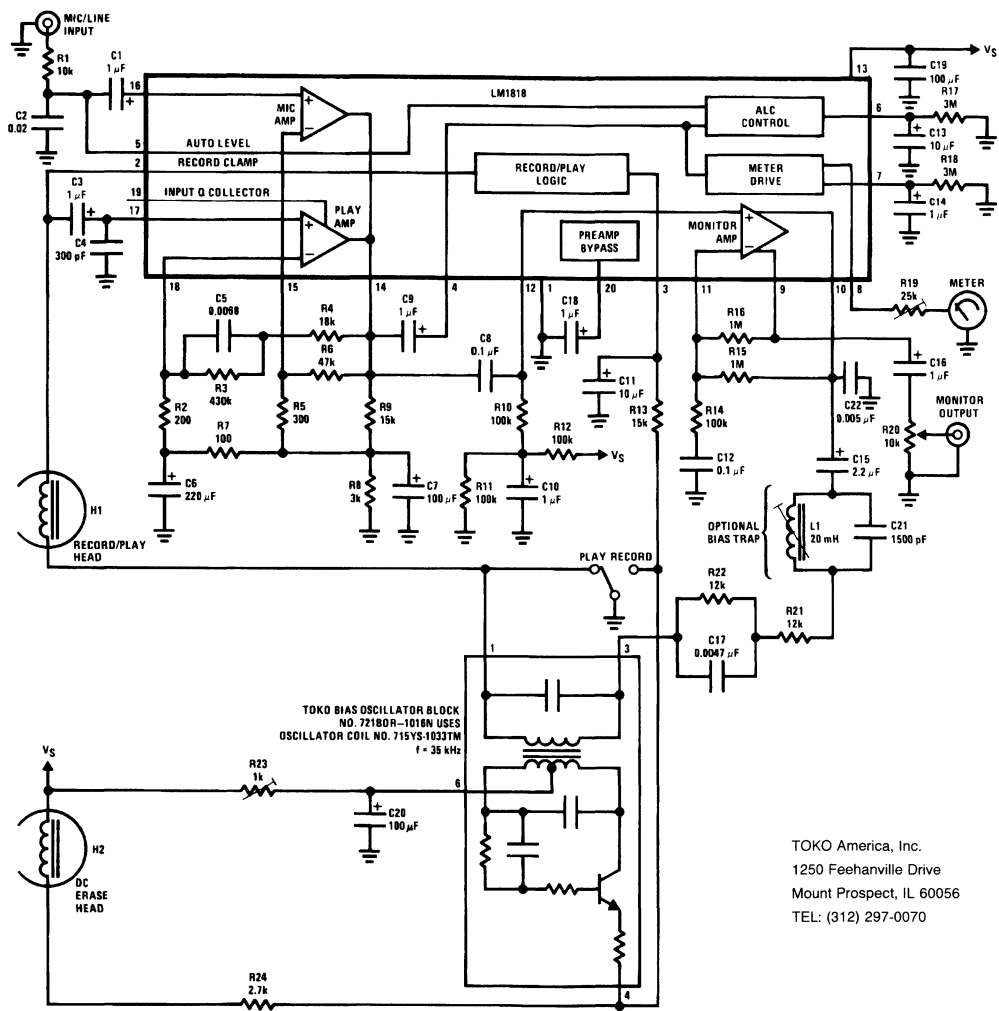 MIC/LINE
INPUT
R1
10k
C1
1 μF
+
16
C2
0.02
LM1818
+
−
MIC
AMP
5
AUTO LEVEL
2
RECORD CLAMP
19
INPUT Q COLLECTOR
17
C3
1 μF
+
C4
300 pF
+
−
PLAY
AMP
RECORD/PLAY
LOGIC
ALC
CONTROL
METER
DRIVE
PREAMP
BYPASS
MONITOR
AMP
+
−
13
VS
+
C19
100 μF
6
R17
3M
+
C13
10 μF
7
R18
3M
+
C14
1 μF
18
15
14
4
12
1
20
3
11
9
10
8
R19
25k
METER
C5
0.0068
R4
18k
C9
1 μF
+
R6
47k
R3
430k
C8
0.1 μF
C18
1 μF
+
+
C11
10 μF
R16
1M
R15
1M
C22
0.005 μF
+
C16
1 μF
MONITOR
OUTPUT
R20
10k
R2
200
R7
100
R5
300
R9
15k
R10
100k
R12
100k
VS
R13
15k
R14
100k
C12
0.1 μF
+
C15
2.2 μF
+
C6
220 μF
R8
3k
+
C7
100 μF
R11
100k
+
C10
1 μF
H1
RECORD/PLAY
HEAD
OPTIONAL
BIAS TRAP
L1
20 mH
C21
1500 pF
PLAY RECORD
R22
12k
R21
12k
C17
0.0047 μF
1
3
TOKO BIAS OSCILLATOR BLOCK
NO. 721BOR–1016N USES
OSCILLATOR COIL NO. 715YS-1033TM
f = 35 kHz
VS
R23
1k
6
+
C20
100 μF
H2
DC
ERASE
HEAD
R24
2.7k
4
TOKO America, Inc.
1250 Feehanville Drive
Mount Prospect, IL 60056
TEL: (312) 297-0070